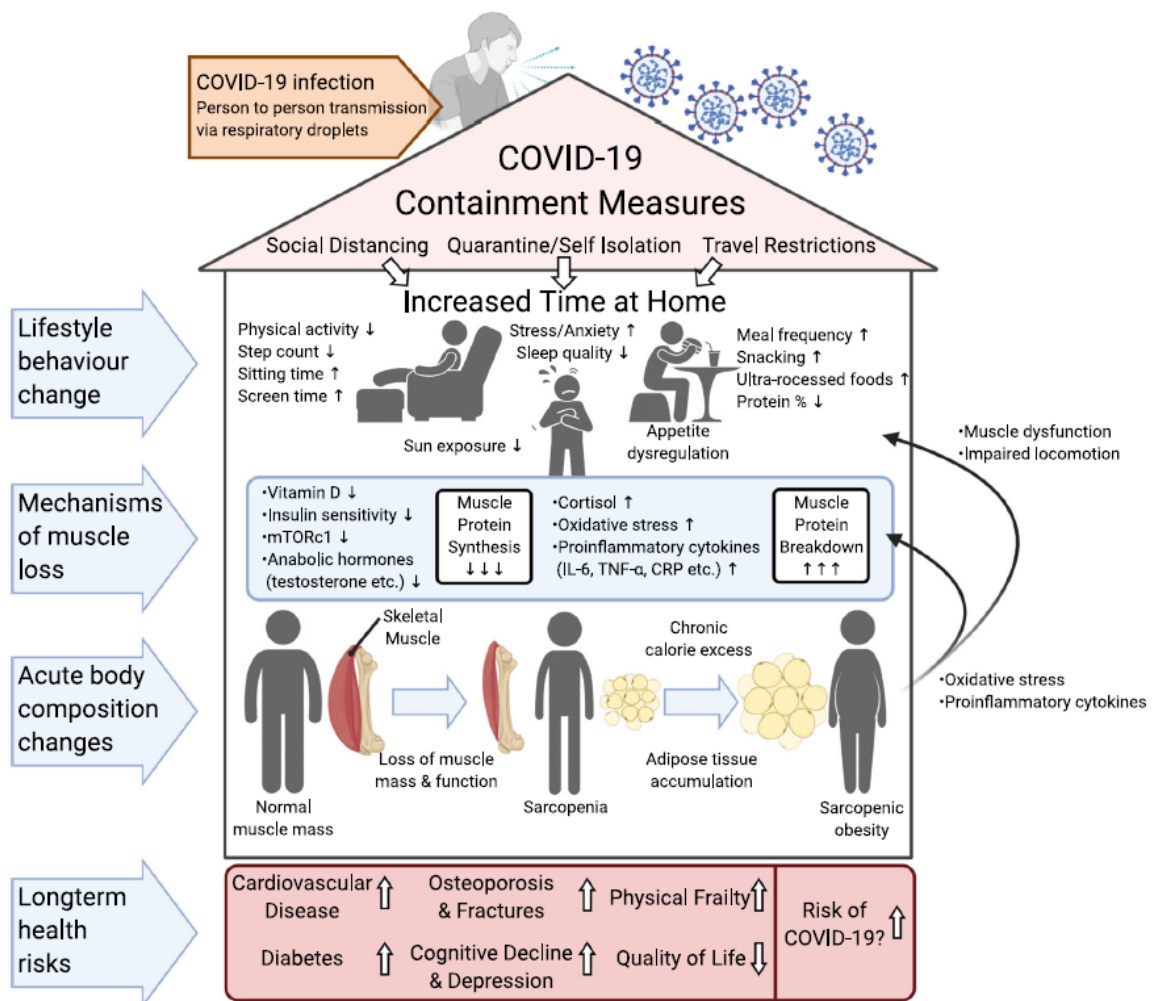 COVID-19 infection
Person to person transmission
via respiratory droplets
COVID-19
Containment Measures
Social Distancing
Quarantine/Self Isolation
Travel Restrictions
Increased Time at Home
Lifestyle
behaviour
change
Physical activity ↓
Step count ↓
Sitting time ↑
Screen time ↑
Stress/Anxiety ↑
Sleep quality ↓
Meal frequency ↑
Snacking ↑
Ultra-rocessed foods ↑
Protein % ↓
Sun exposure ↓
Appetite
dysregulation
•Muscle dysfunction
•Impaired locomotion
Mechanisms
of muscle
loss
•Vitamin D ↓
•Insulin sensitivity ↓
•mTORc1 ↓
•Anabolic hormones
(testosterone etc.) ↓
Muscle
Protein
Synthesis
↓↓↓
•Cortisol ↑
•Oxidative stress ↑
•Proinflammatory cytokines
(IL-6, TNF-α, CRP etc.) ↑
Muscle
Protein
Breakdown
↑↑↑
Acute body
composition
changes
Skeletal
Muscle
Chronic
calorie excess
•Oxidative stress
•Proinflammatory cytokines
Loss of muscle
mass & function
Adipose tissue
accumulation
Normal
muscle mass
Sarcopenia
Sarcopenic
obesity
Longterm
health
risks
Cardiovascular
Disease
Osteoporosis
& Fractures
Physical Frailty
Diabetes
Cognitive Decline
& Depression
Quality of Life
Risk of
COVID-19?